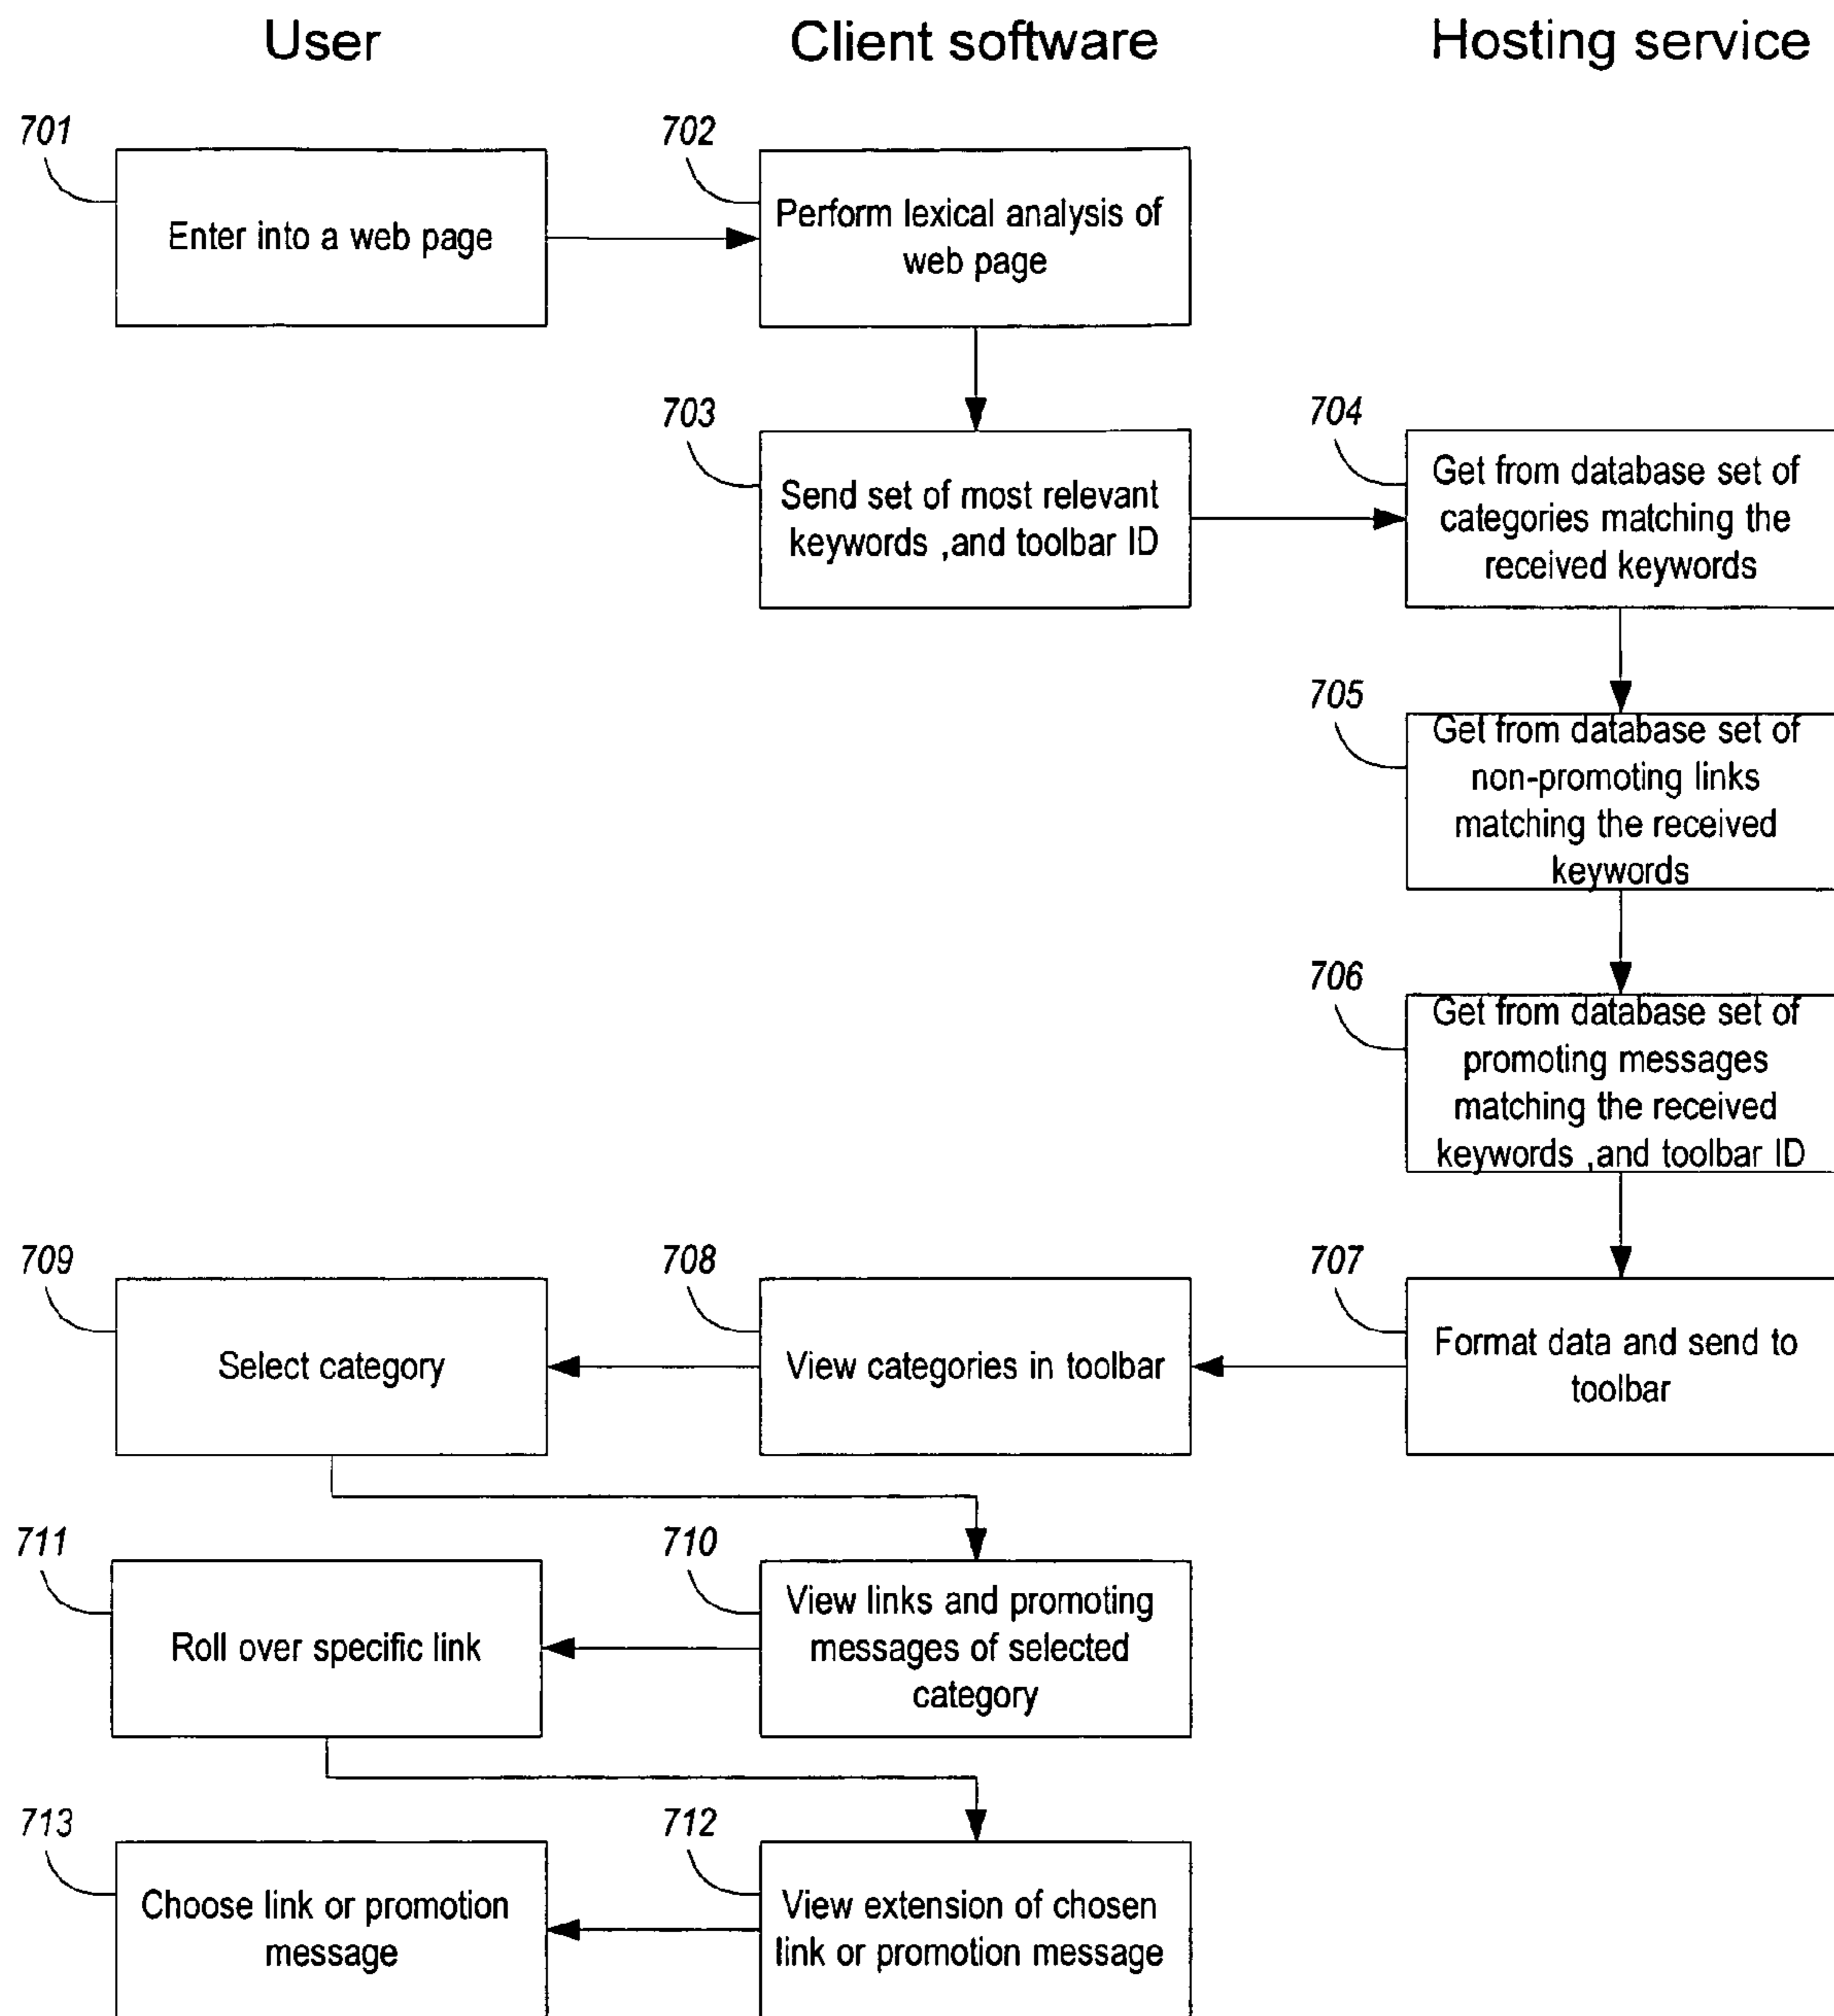 User
Client software
Hosting service
701
Enter into a web page
702
Perform lexical analysis of
web page
703
Send set of most relevant
keywords ,and toolbar ID
704
Get from database set of
categories matching the
received keywords
705
Get from database set of
non-promoting links
matching the received
keywords
706
Get from database set of
promoting messages
matching the received
keywords ,and toolbar ID
707
Format data and send to
toolbar
708
View categories in toolbar
709
Select category
710
View links and promoting
messages of selected
category
711
Roll over specific link
712
View extension of chosen
link or promotion message
713
Choose link or promotion
message